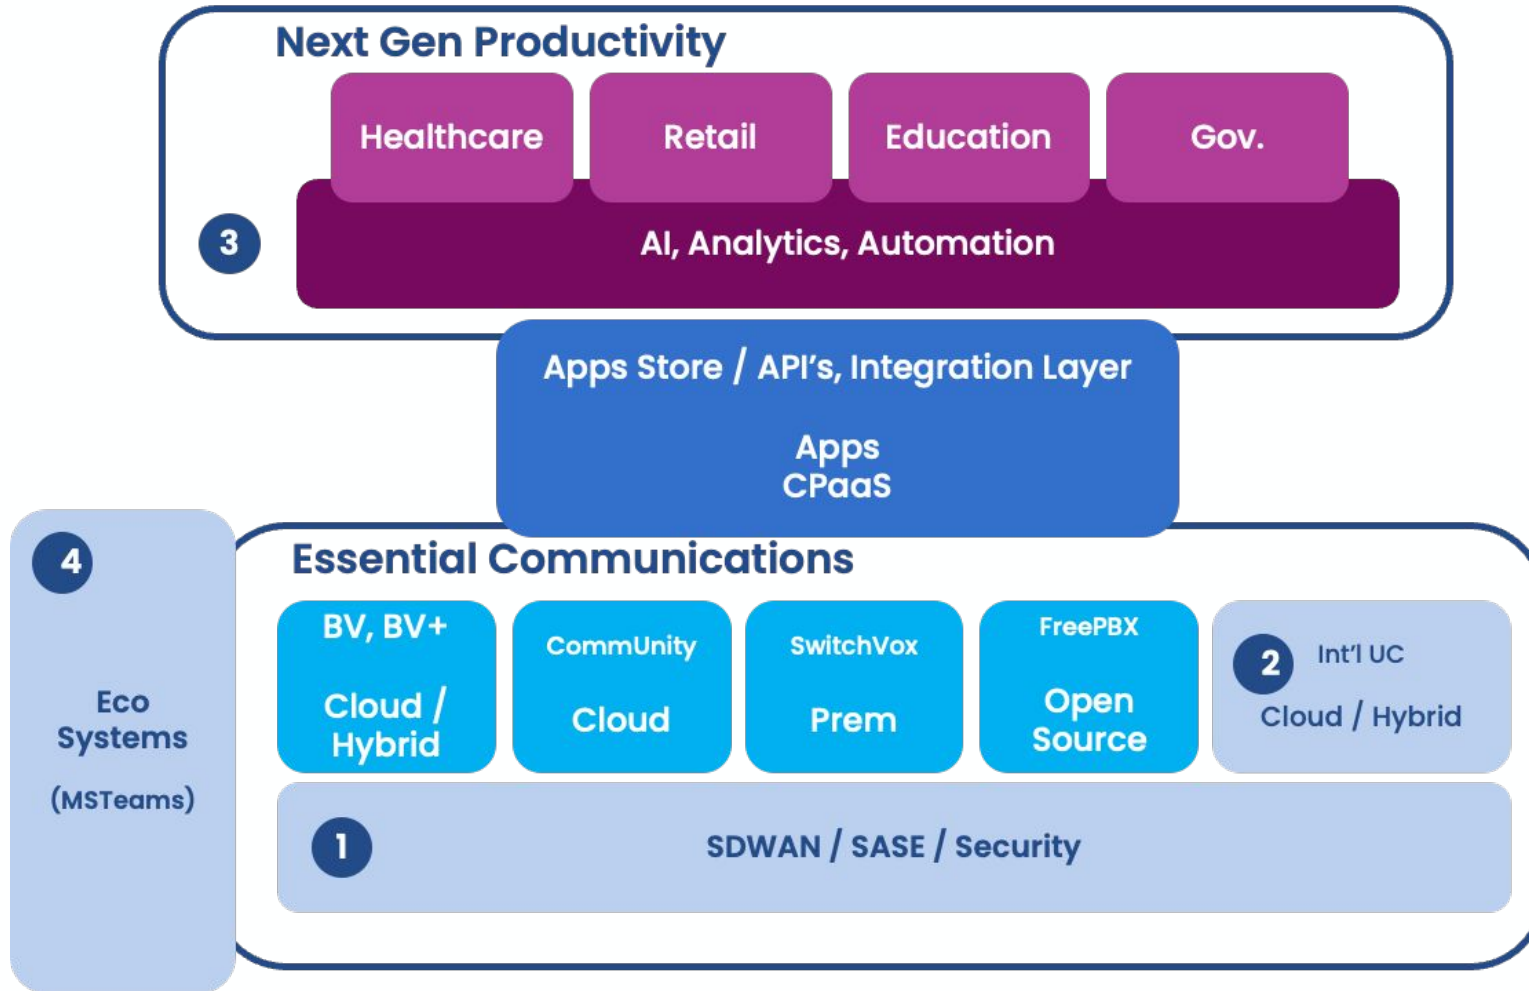 Next Gen Productivity
Healthcare
Retail
Education
Gov.
3
AI, Analytics, Automation
Apps Store / API's, Integration Layer
Apps
CPaaS
4
Eco
Systems
(MSTeams)
Essential Communications
BV, BV+
Cloud /
Hybrid
CommUnity
Cloud
SwitchVox
Prem
FreePBX
Open
Source
2
Int'l UC
Cloud / Hybrid
1
SDWAN / SASE / Security